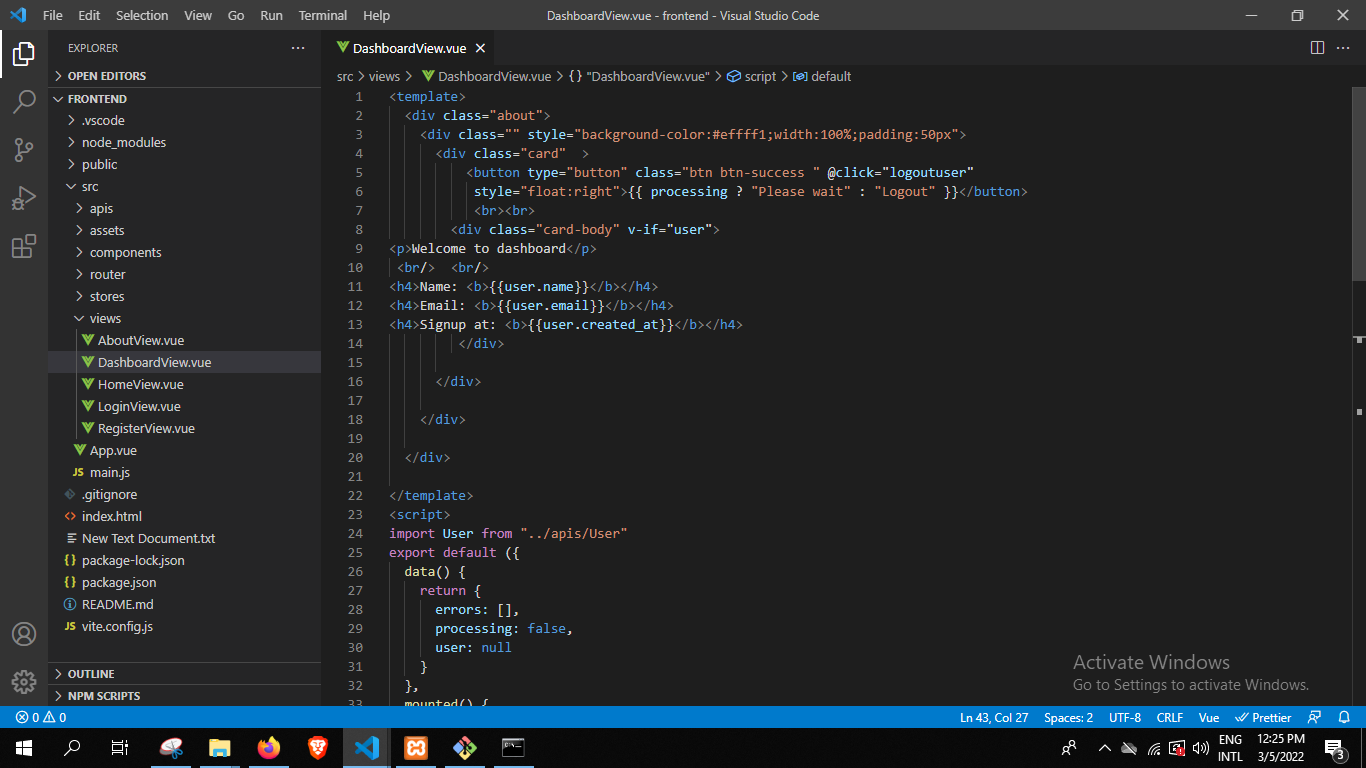 File Edit Selection View Go Run Terminal Help
DashboardView.vue - frontend - Visual Studio Code
EXPLORER
OPEN EDITORS
FRONTEND
.vscode
node_modules
public
src
apis
assets
components
router
stores
views
AboutView.vue
DashboardView.vue
HomeView.vue
LoginView.vue
RegisterView.vue
App.vue
JS main.js
.gitignore
<> index.html
New Text Document.txt
{} package-lock.json
{} package.json
README.md
JS vite.config.js
OUTLINE
NPM SCRIPTS
DashboardView.vue
src > views > DashboardView.vue > {} "DashboardView.vue" > script > default
1 <template>
2 <div class="about">
3 <div class="" style="background-color:#effff1;width:100%;padding:50px">
4 <div class="card"  >
5 <button type="button" class="btn btn-success " @click="logoutuser"
6 style="float:right">{{ processing ? "Please wait" : "Logout" }}</button>
7 <br><br>
8 <div class="card-body" v-if="user">
9 <p>Welcome to dashboard</p>
10 <br/>  <br/>
11 <h4>Name: <b>{{user.name}}</b></h4>
12 <h4>Email: <b>{{user.email}}</b></h4>
13 <h4>Signup at: <b>{{user.created_at}}</b></h4>
14 </div>
15
16 </div>
17
18 </div>
19
20 </div>
21
22 </template>
23 <script>
24 import User from "../apis/User"
25 export default ({
26 data() {
27 return {
28 errors: [],
29 processing: false,
30 user: null
31 }
32 },
33 mounted() {
Activate Windows
Go to Settings to activate Windows.
0 0
Ln 43, Col 27 Spaces: 2 UTF-8 CRLF Vue Prettier
ENG
INTL
12:25 PM
3/5/2022
3